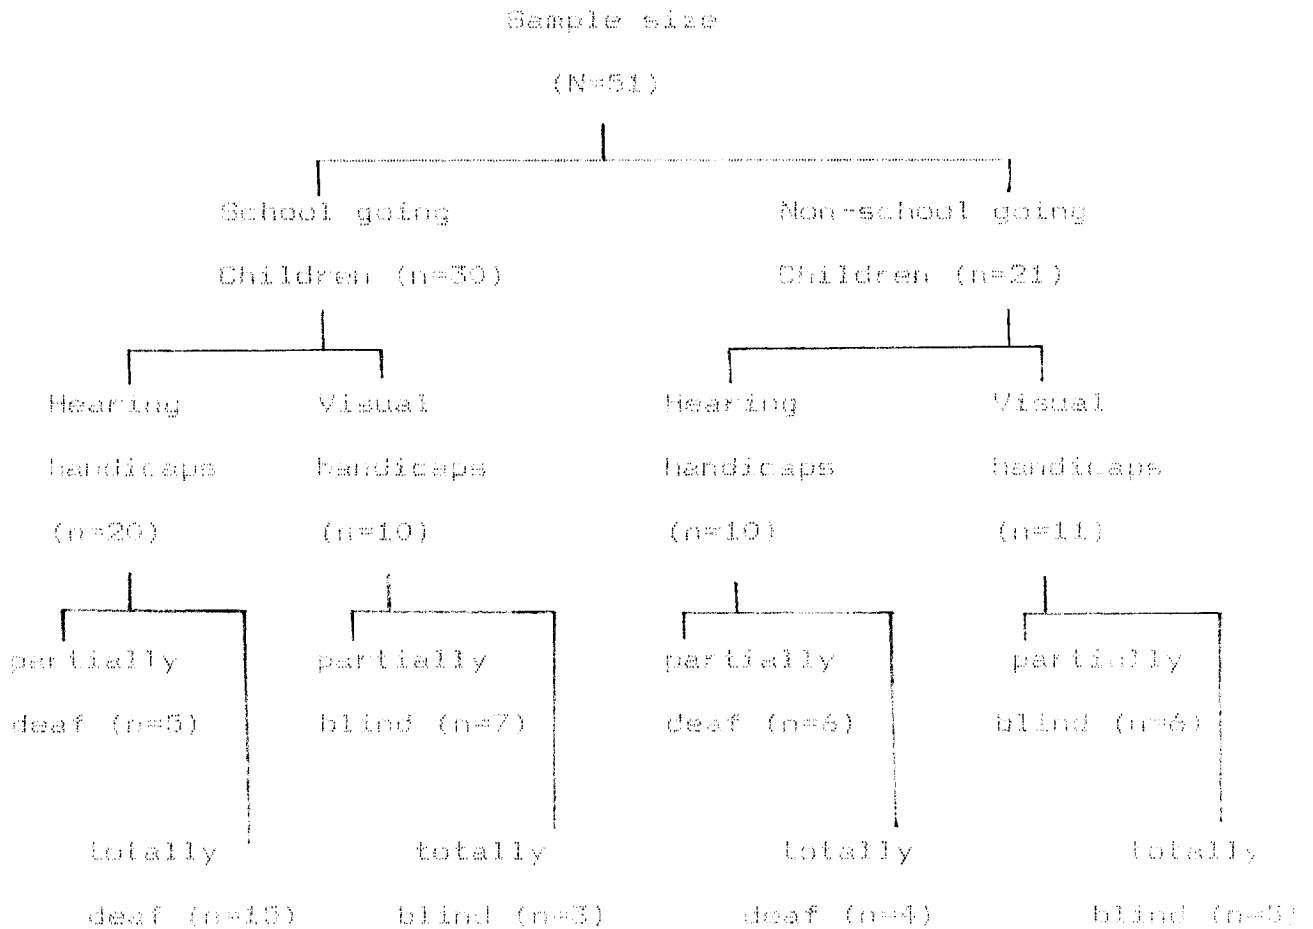 Sample size
(N=51)
School going
Children (n=30)
Non-school going
Children (n=21)
Hearing
handicaps
(n=20)
Visual
handicaps
(n=10)
Hearing
handicaps
(n=10)
Visual
handicaps
(n=11)
partially
deaf (n=5)
partially
blind (n=7)
partially
deaf (n=6)
partially
blind (n=6)
totally
deaf (n=15)
totally
blind (n=3)
totally
deaf (n=4)
totally
blind (n=5)